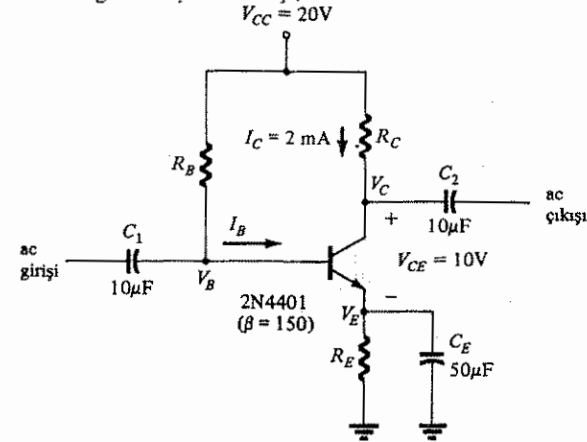 V_CC = 20V
I_C = 2 mA
R_C
R_B
V_C
C_2
ac
çıkışı
10µF
+
C_1
I_B
V_CE = 10V
ac
girişi
10µF
V_B
2N4401
(β = 150)
−
V_E
R_E
C_E
50µF